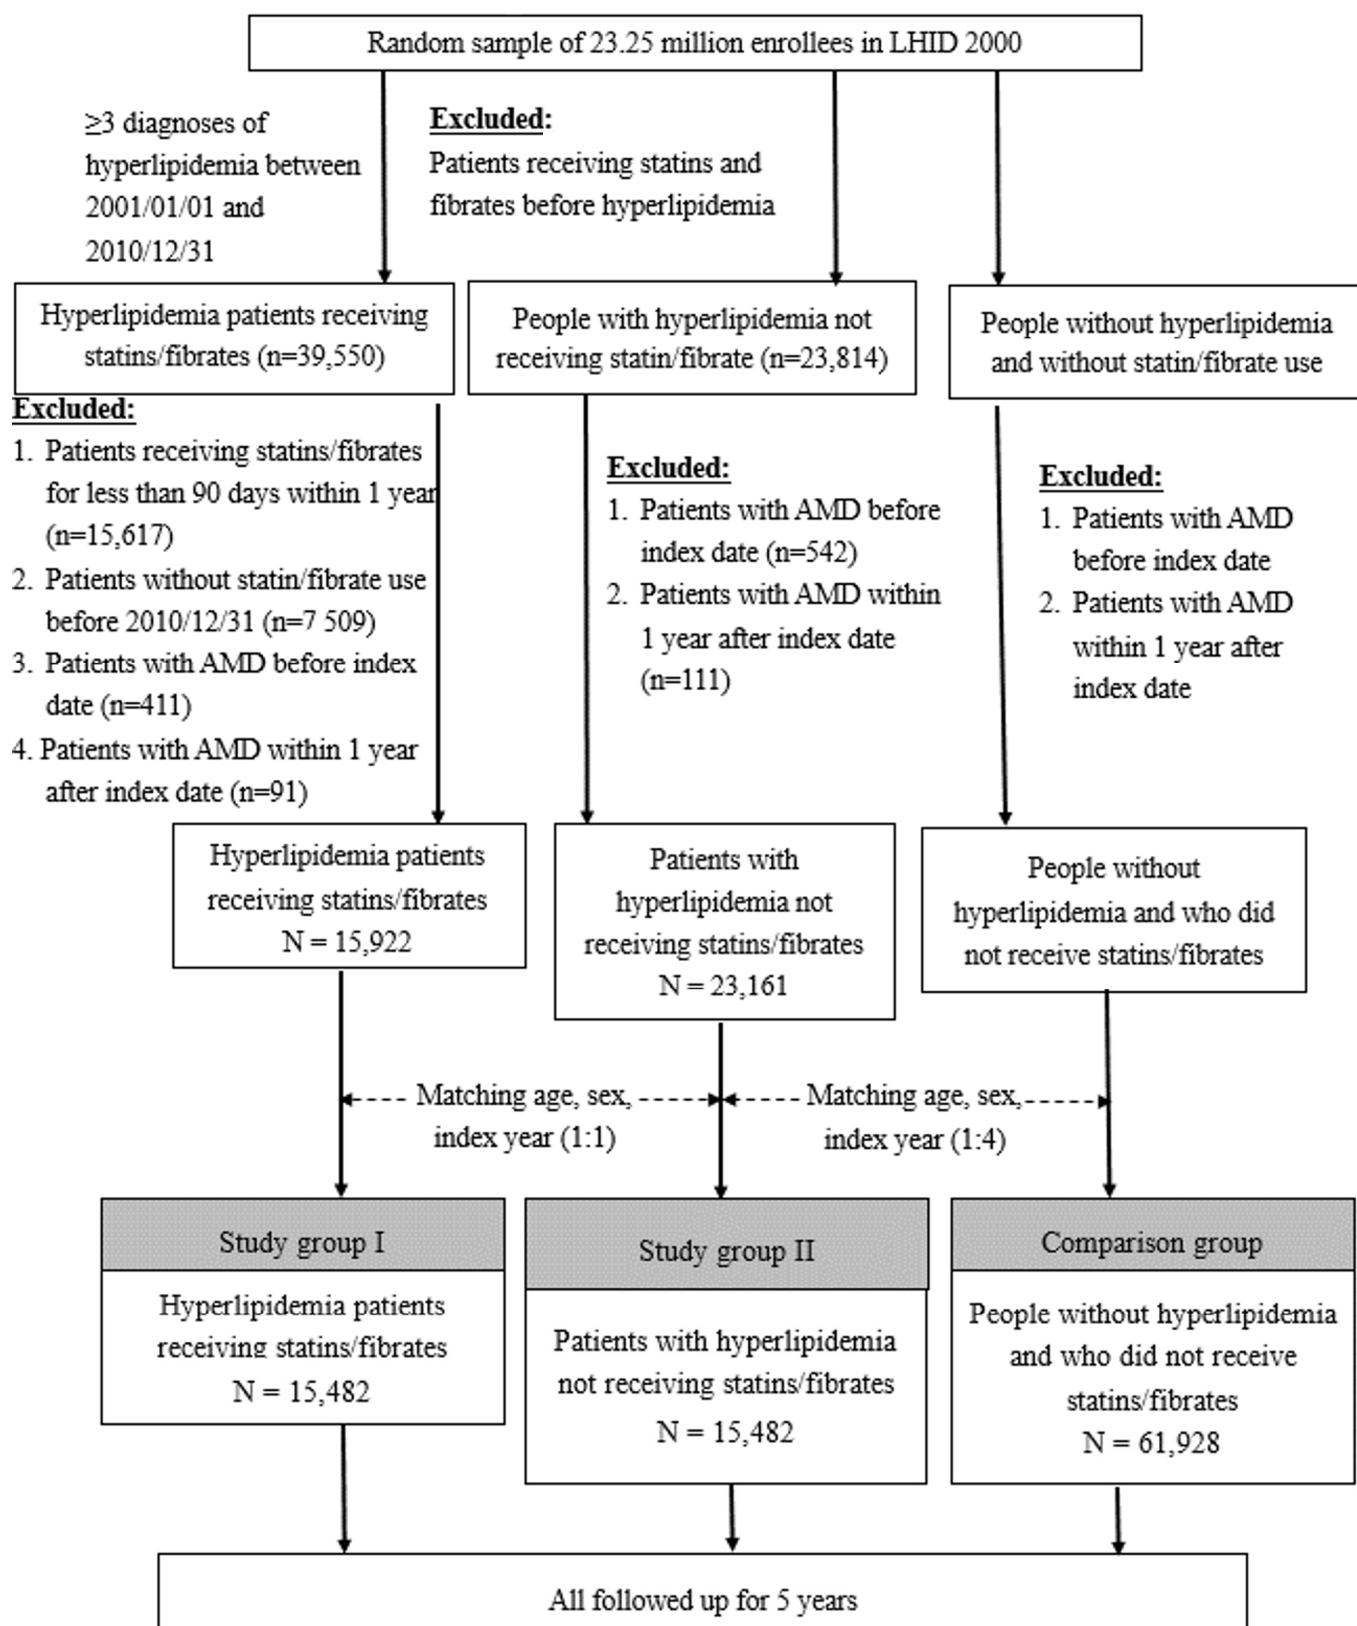 Random sample of 23.25 million enrollees in LHID 2000
≥3 diagnoses of
hyperlipidemia between
2001/01/01 and
2010/12/31
Excluded:
Patients receiving statins and
fibrates before hyperlipidemia
Hyperlipidemia patients receiving
statins/fibrates (n=39,550)
People with hyperlipidemia not
receiving statin/fibrate (n=23,814)
People without hyperlipidemia
and without statin/fibrate use
Excluded:
1. Patients receiving statins/fibrates
for less than 90 days within 1 year
(n=15,617)
2. Patients without statin/fibrate use
before 2010/12/31 (n=7 509)
3. Patients with AMD before index
date (n=411)
4. Patients with AMD within 1 year
after index date (n=91)
Excluded:
1. Patients with AMD before
index date (n=542)
2. Patients with AMD within
1 year after index date
(n=111)
Excluded:
1. Patients with AMD
before index date
2. Patients with AMD
within 1 year after
index date
Hyperlipidemia patients
receiving statins/fibrates
N = 15,922
Patients with
hyperlipidemia not
receiving statins/fibrates
N = 23,161
People without
hyperlipidemia and who did
not receive statins/fibrates
Matching age, sex,
index year (1:1)
Matching age, sex,
index year (1:4)
Study group I
Hyperlipidemia patients
receiving statins/fibrates
N = 15,482
Study group II
Patients with hyperlipidemia
not receiving statins/fibrates
N = 15,482
Comparison group
People without hyperlipidemia
and who did not receive
statins/fibrates
N = 61,928
All followed up for 5 years